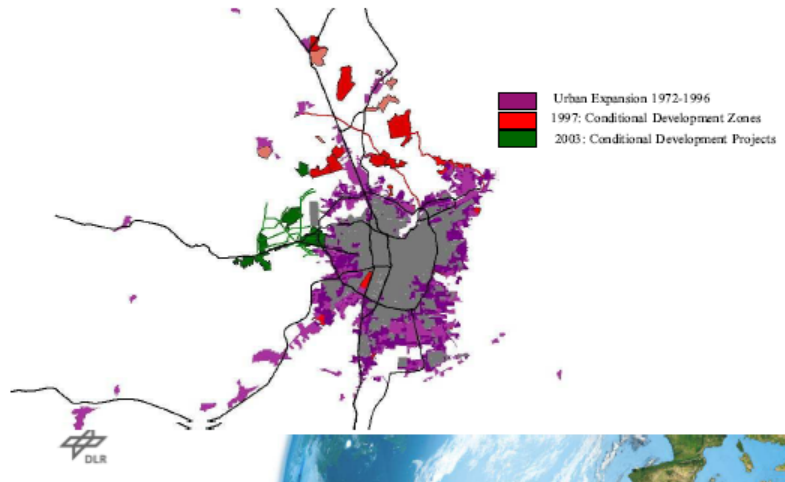 Urban Expansion 1972-1996
1997: Conditional Development Zones
2003: Conditional Development Projects
DLR